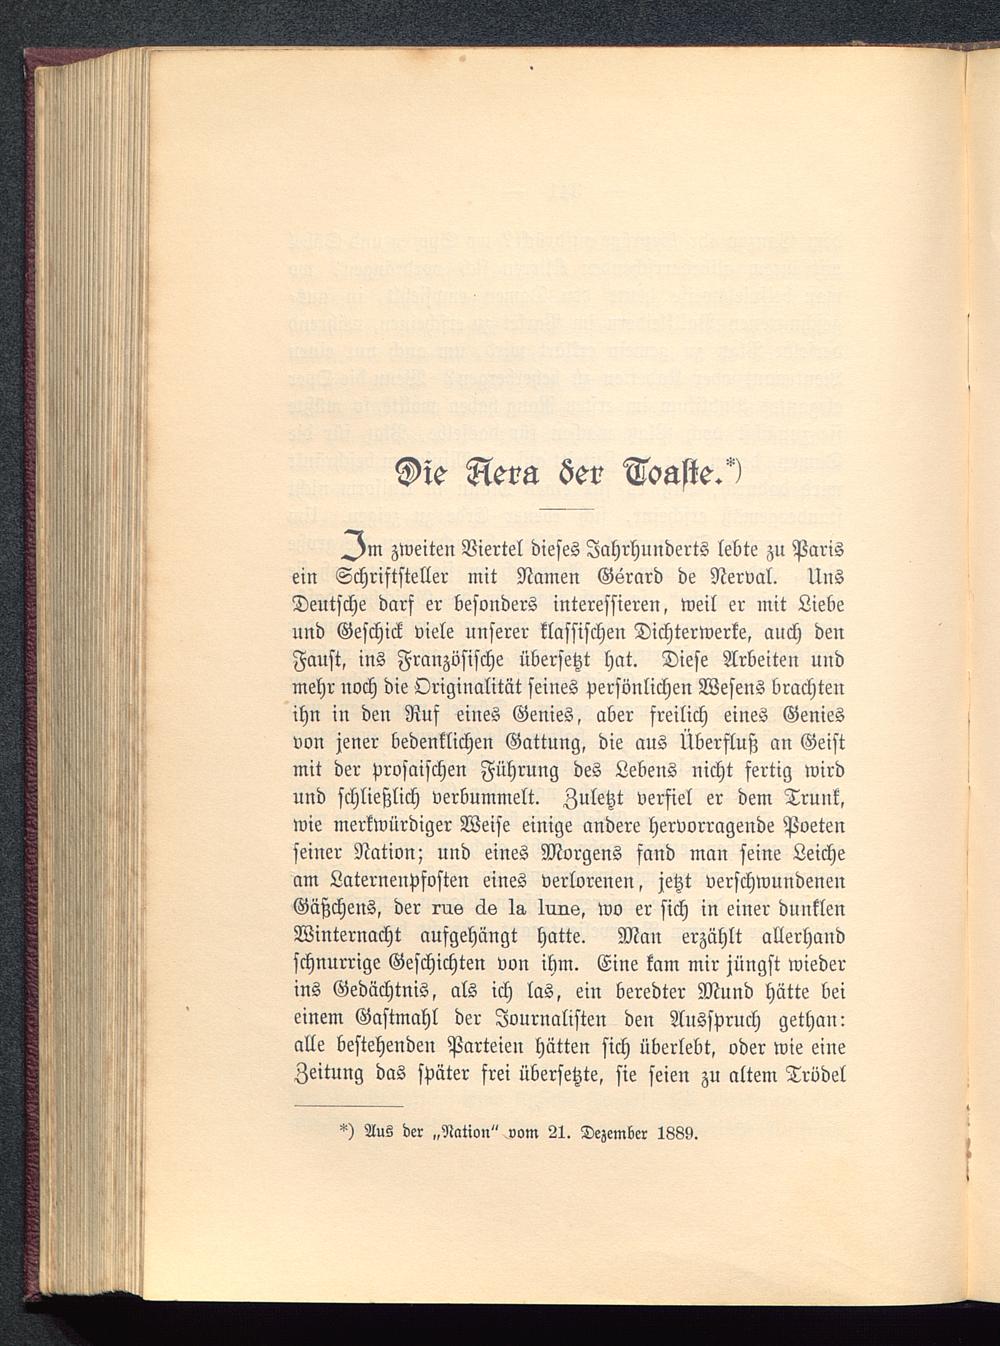 Die Aera der Toaste.*)
Im zweiten Viertel dieses Jahrhunderts lebte zu Paris
ein Schriftsteller mit Namen Gérard de Nerval. Uns
Deutsche darf er besonders interessieren, weil er mit Liebe
und Geschick viele unserer klassischen Dichterwerke, auch den
Faust, ins Französische übersetzt hat. Diese Arbeiten und
mehr noch die Originalität seines persönlichen Wesens brachten
ihn in den Ruf eines Genies, aber freilich eines Genies
von jener bedenklichen Gattung, die aus Überfluß an Geist
mit der prosaischen Führung des Lebens nicht fertig wird
und schließlich verbummelt. Zuletzt verfiel er dem Trunk,
wie merkwürdiger Weise einige andere hervorragende Poeten
seiner Nation; und eines Morgens fand man seine Leiche
am Laternenpfosten eines verlorenen, jetzt verschwundenen
Gäßchens, der rue de la lune, wo er sich in einer dunklen
Winternacht aufgehängt hatte. Man erzählt allerhand
schnurrige Geschichten von ihm. Eine kam mir jüngst wieder
ins Gedächtnis, als ich las, ein beredter Mund hätte bei
einem Gastmahl der Journalisten den Ausspruch gethan:
alle bestehenden Parteien hätten sich überlebt, oder wie eine
Zeitung das später frei übersetzte, sie seien zu altem Trödel
*) Aus der „Nation“ vom 21. Dezember 1889.